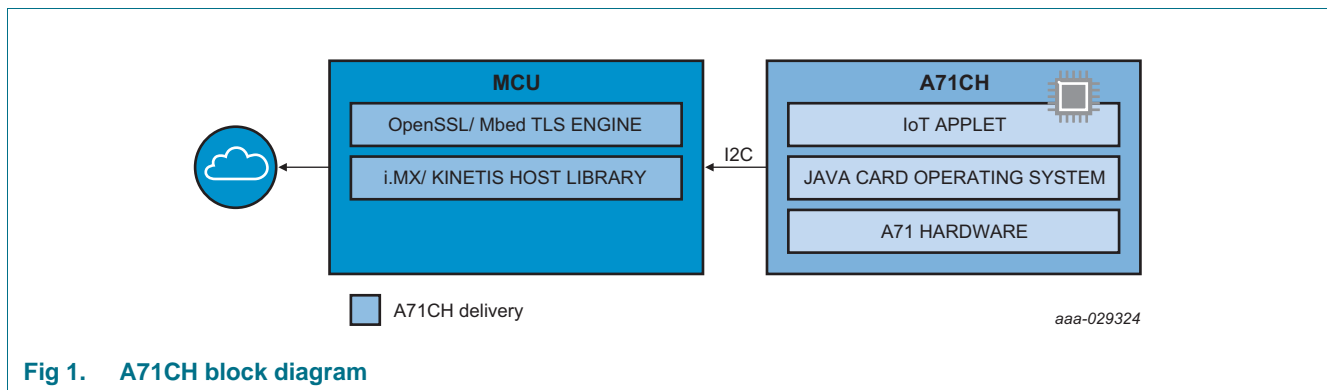 MCU
OpenSSL/ Mbed TLS ENGINE
i.MX/ KINETIS HOST LIBRARY
I2C
A71CH
IoT APPLET
JAVA CARD OPERATING SYSTEM
A71 HARDWARE
A71CH delivery
aaa-029324
Fig 1. A71CH block diagram